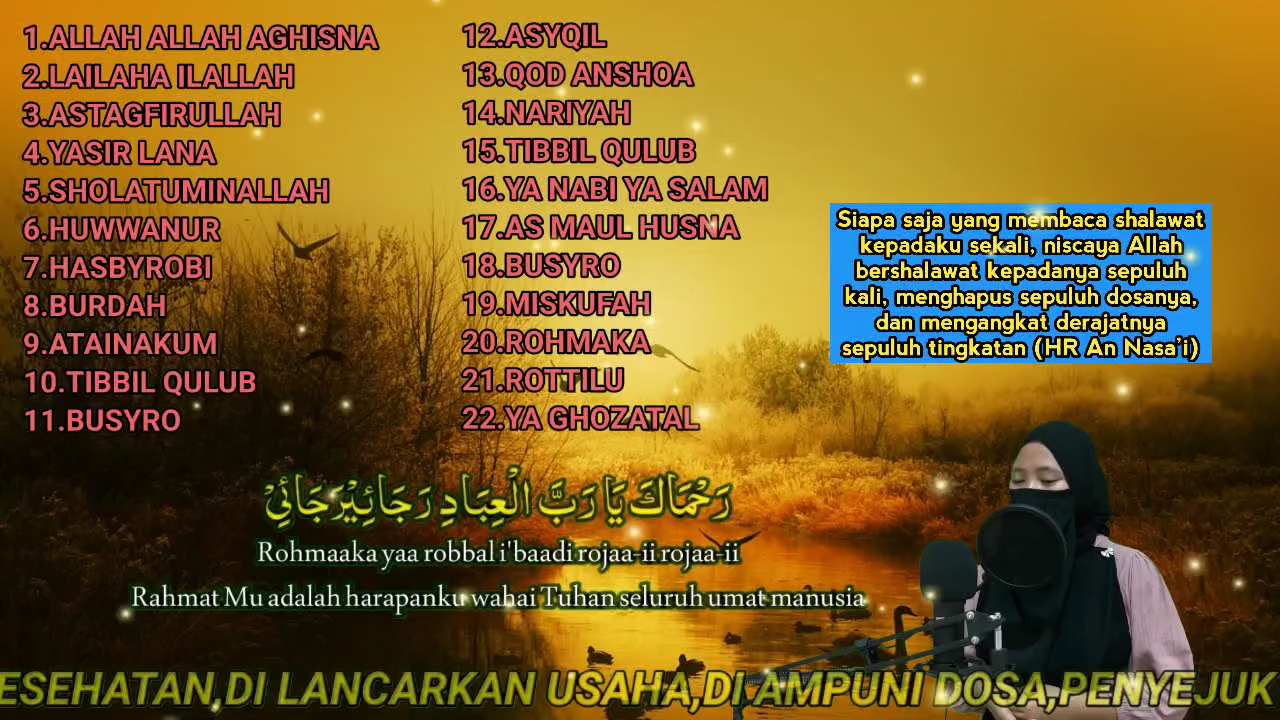 1.ALLAH ALLAH AGHISNA
2.LAILAHA ILALLAH
3.ASTAGFIRULLAH
4.YASIR LANA
5.SHOLATUMINALLAH
6.HUWWANUR
7.HASBYROBI
8.BURDAH
9.ATAINAKUM
10.TIBBIL QULUB
11.BUSYRO
12.ASYQIL
13.QOD ANSHOA
14.NARIYAH
15.TIBBIL QULUB
16.YA NABI YA SALAM
17.AS MAUL HUSNA
18.BUSYRO
19.MISKUFAH
20.ROHMAKA
21.ROTTILU
22.YA GHOZATAL
Siapa saja yang membaca shalawat
kepadaku sekali, niscaya Allah
bershalawat kepadanya sepuluh
kali, menghapus sepuluh dosanya,
dan mengangkat derajatnya
sepuluh tingkatan (HR An Nasa'i)
رَحْمَاكَ يَا رَبَّ الْعِبَادِ رَجَائِيْرَجَائِيْ
Rohmaaka yaa robbal i'baadi rojaa-ii rojaa-ii
Rahmat Mu adalah harapanku wahai Tuhan seluruh umat manusia
ESEHATAN,DI LANCARKAN USAHA,DI AMPUNI DOSA,PENYEJUK